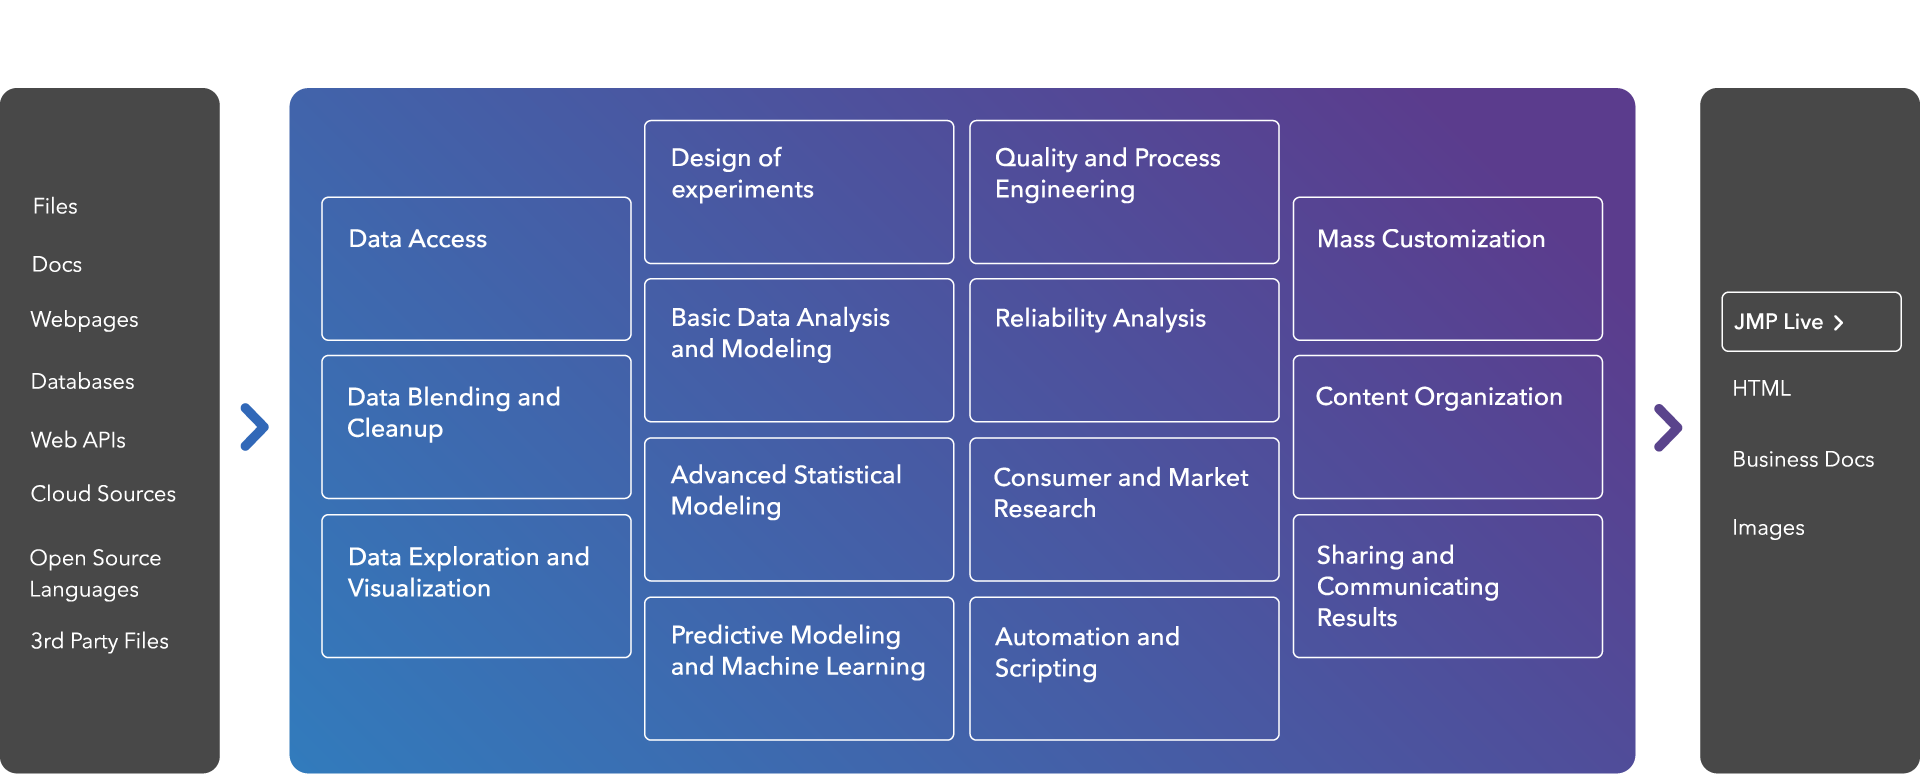 Files
Docs
Webpages
Databases
Web APIs
Cloud Sources
Open Source
Languages
3rd Party Files
Data Access
Data Blending and
Cleanup
Data Exploration and
Visualization
Design of
experiments
Basic Data Analysis
and Modeling
Advanced Statistical
Modeling
Predictive Modeling
and Machine Learning
Quality and Process
Engineering
Reliability Analysis
Consumer and Market
Research
Automation and
Scripting
Mass Customization
Content Organization
Sharing and
Communicating
Results
JMP Live
HTML
Business Docs
Images